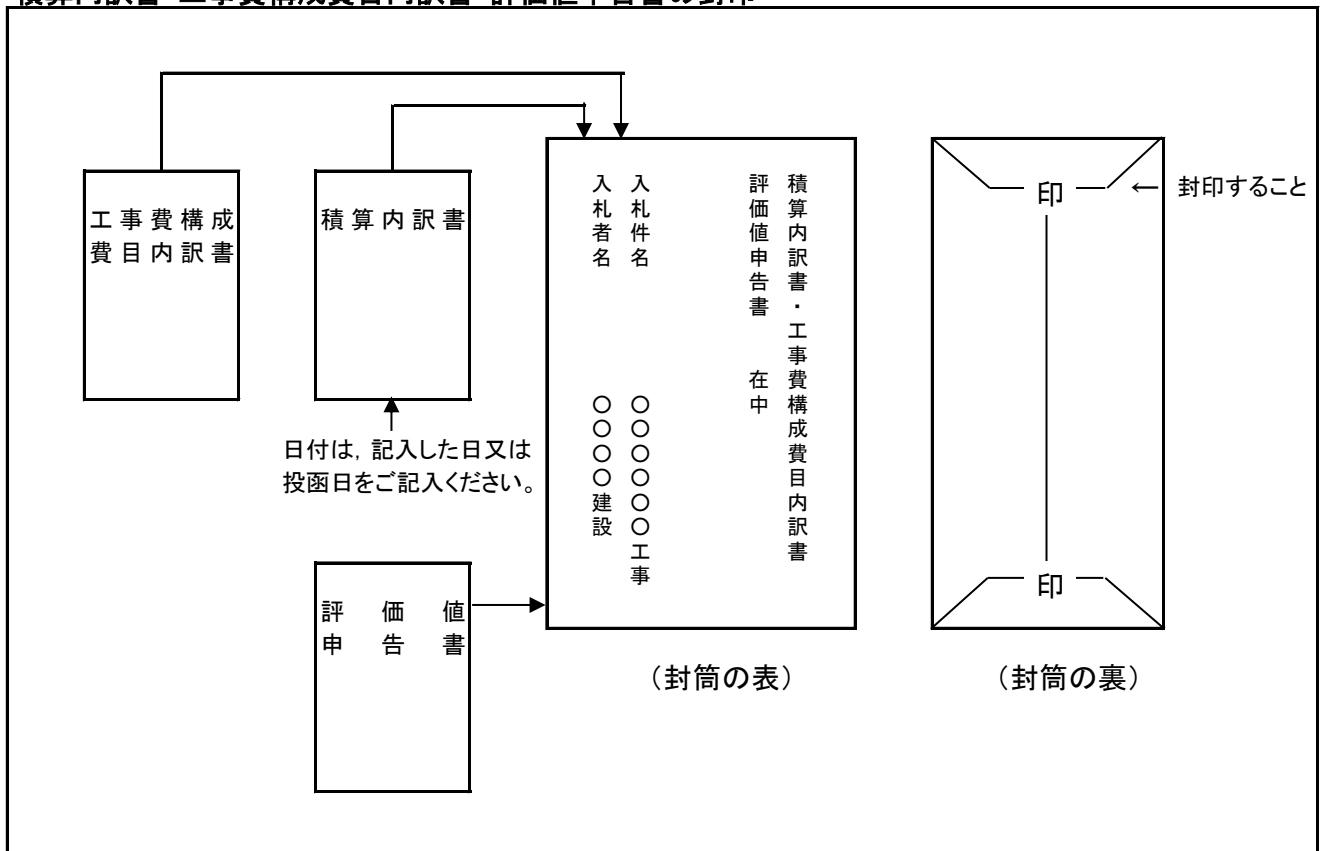 積算内訳書・工事費構成費目内訳書・評価値申告書の封印
工事費構成
費目内訳書
積算内訳書
日付は，記入した日又は
投函日をご記入ください。
評価値
申告書
積算内訳書・工事費構成費目内訳書
評価値申告書　在中
入札件名　〇〇〇〇〇〇工事
入札者名　〇〇〇〇建設
（封筒の表）
印
← 封印すること
印
（封筒の裏）